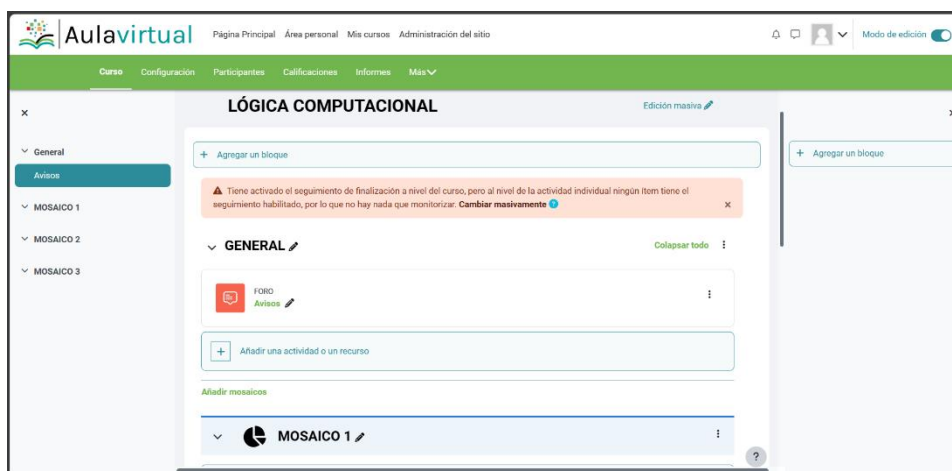 Aulavirtual
Página Principal Área personal Mis cursos Administración del sitio
Modo de edición
Curso Configuración Participantes Calificaciones Informes Más
General
Avisos
MOSAICO 1
MOSAICO 2
MOSAICO 3
LÓGICA COMPUTACIONAL
Edición masiva
+ Agregar un bloque
Tiene activado el seguimiento de finalización a nivel del curso, pero al nivel de la actividad individual ningún ítem tiene el
seguimiento habilitado, por lo que no hay nada que monitorizar. Cambiar masivamente ?
GENERAL
Colapsar todo
FORO
Avisos
+ Añadir una actividad o un recurso
Añadir mosaicos
MOSAICO 1
?
+ Agregar un bloque